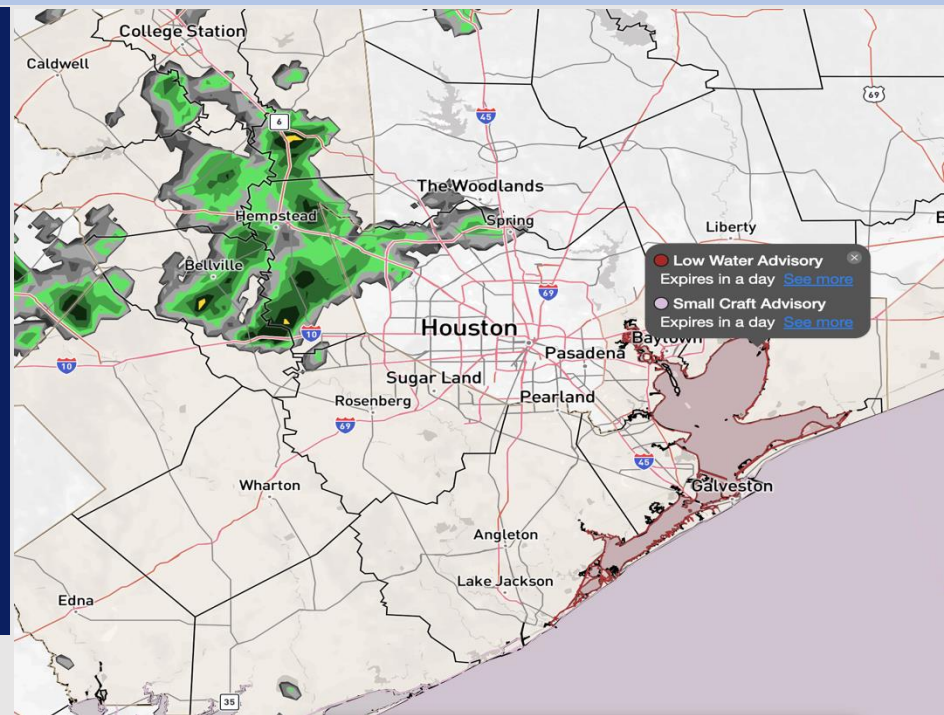 College Station
Caldwell
69
6
45
The Woodlands
Hempstead
Spring
Liberty
Bellville
Low Water Advisory
Expires in a day See more
Small Craft Advisory
Expires in a day See more
69
Houston
10
Baytown
Pasadena
10
Sugar Land
Rosenberg
Pearland
69
45
Wharton
Galveston
Angleton
Lake Jackson
Edna
35